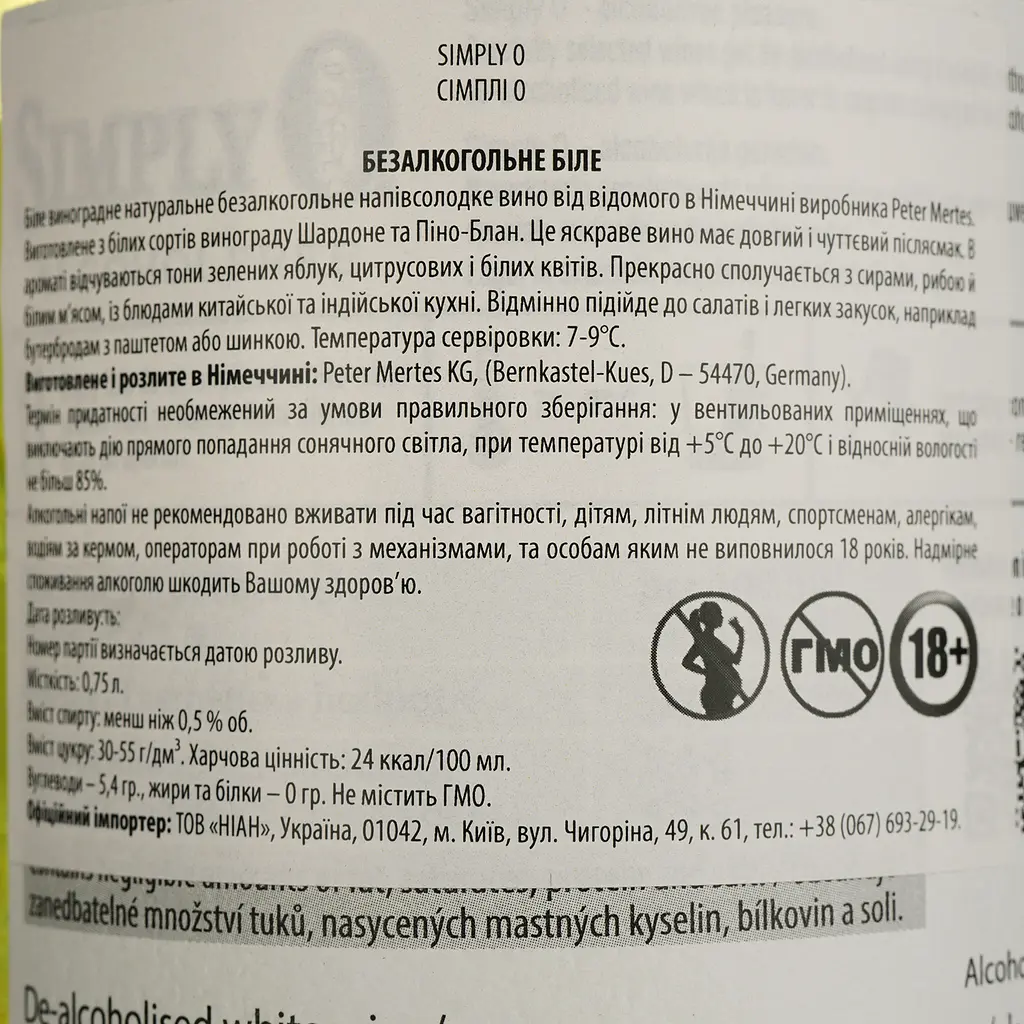 SIMPLY 0
СІМПЛІ 0
БЕЗАЛКОГОЛЬНЕ БІЛЕ
Біле виноградне натуральне безалкогольне напівсолодке вино від відомого в Німеччині виробника Peter Mertes.
Виготовлене з білих сортів винограду Шардоне та Піно-Блан. Це яскраве вино має довгий і чуттєвий післясмак. В
ароматі відчуваються тони зелених яблук, цитрусових і білих квітів. Прекрасно сполучається з сирами, рибою й
білим м'ясом, із блюдами китайської та індійської кухні. Відмінно підійде до салатів і легких закусок, наприклад
бутербродам з паштетом або шинкою. Температура сервіровки: 7-9°С.
Виготовлене і розлите в Німеччині: Peter Mertes KG, (Bernkastel-Kues, D – 54470, Germany).
Термін придатності необмежений за умови правильного зберігання: у вентильованих приміщеннях, що
виключають дію прямого попадання сонячного світла, при температурі від +5°С до +20°С і відносній вологості
не більш 85%.
Алкогольні напої не рекомендовано вживати під час вагітності, дітям, літнім людям, спортсменам, алергікам,
водіям за кермом, операторам при роботі з механізмами, та особам яким не виповнилося 18 років. Надмірне
споживання алкоголю шкодить Вашому здоров'ю.
Дата розливу:
Номер партії визначається датою розливу.
Місткість: 0,75 л.
Вміст спирту: менш ніж 0,5 % об.
Вміст цукру: 30-55 г/дм³. Харчова цінність: 24 ккал/100 мл.
Вуглеводи – 5,4 гр., жири та білки – 0 гр. Не містить ГМО.
Офіційний імпортер: ТОВ «НІАН», Україна, 01042, м. Київ, вул. Чигоріна, 49, к. 61, тел.: +38 (067) 693-29-19.
ГМО
18+
SIMPLY
zanedbatelné množství tuků, nasycených mastných kyselin, bílkovin a soli.
De-alcoholised white